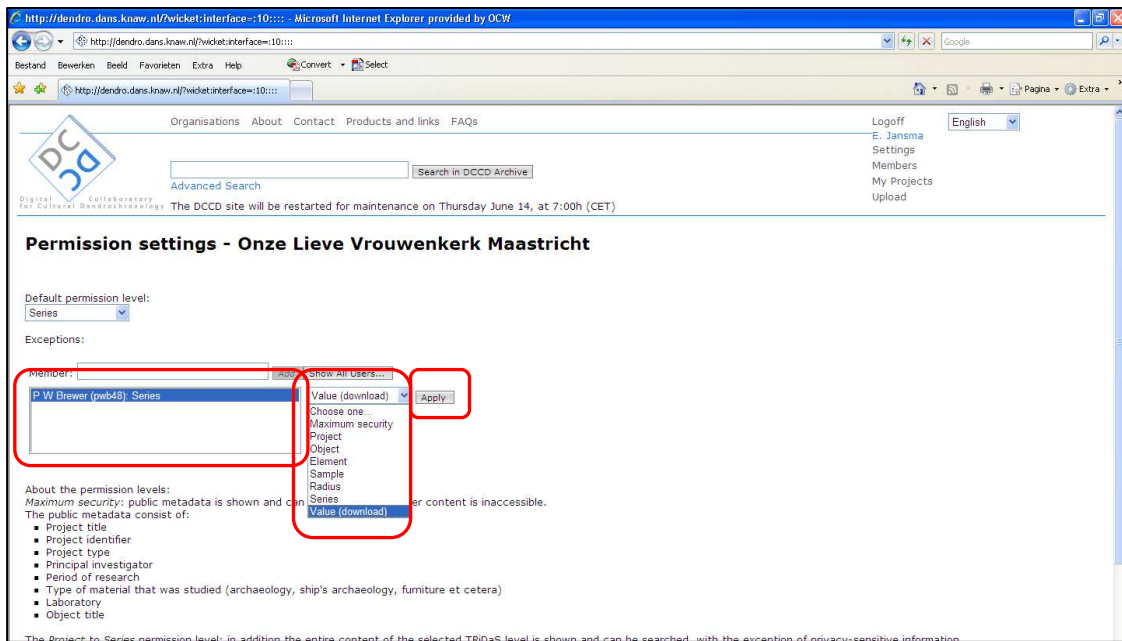 http://dendro.dans.knaw.nl/?wicket:interface=:10:::: - Microsoft Internet Explorer provided by OCW
http://dendro.dans.knaw.nl/?wicket:interface=:10::::
Google
Bestand Bewerken Beeld Favorieten Extra Help Convert Select
http://dendro.dans.knaw.nl/?wicket:interface=:10::::
Pagina Extra
Organisations About Contact Products and links FAQs
Logoff
English
E. Jansma
Settings
Members
My Projects
Upload
DCCD
Search in DCCD Archive
Advanced Search
Digital Collaboratory
for Cultural Dendrochronology
The DCCD site will be restarted for maintenance on Thursday June 14, at 7:00h (CET)
Permission settings - Onze Lieve Vrouwenkerk Maastricht
Default permission level:
Series
Exceptions:
Member: Add Show All Users...
P W Brewer (pwb48): Series
Value (download)
Apply
Choose one...
Maximum security
Project
Object
Element
Sample
Radius
Series
Value (download)
About the permission levels:
Maximum security: public metadata is shown and can er content is inaccessible.
The public metadata consist of:
▪ Project title
▪ Project identifier
▪ Project type
▪ Principal investigator
▪ Period of research
▪ Type of material that was studied (archaeology, ship's archaeology, furniture et cetera)
▪ Laboratory
▪ Object title
The Project to Series permission level: in addition the entire content of the selected TRiDaS level is shown and can be searched, with the exception of privacy-sensitive information